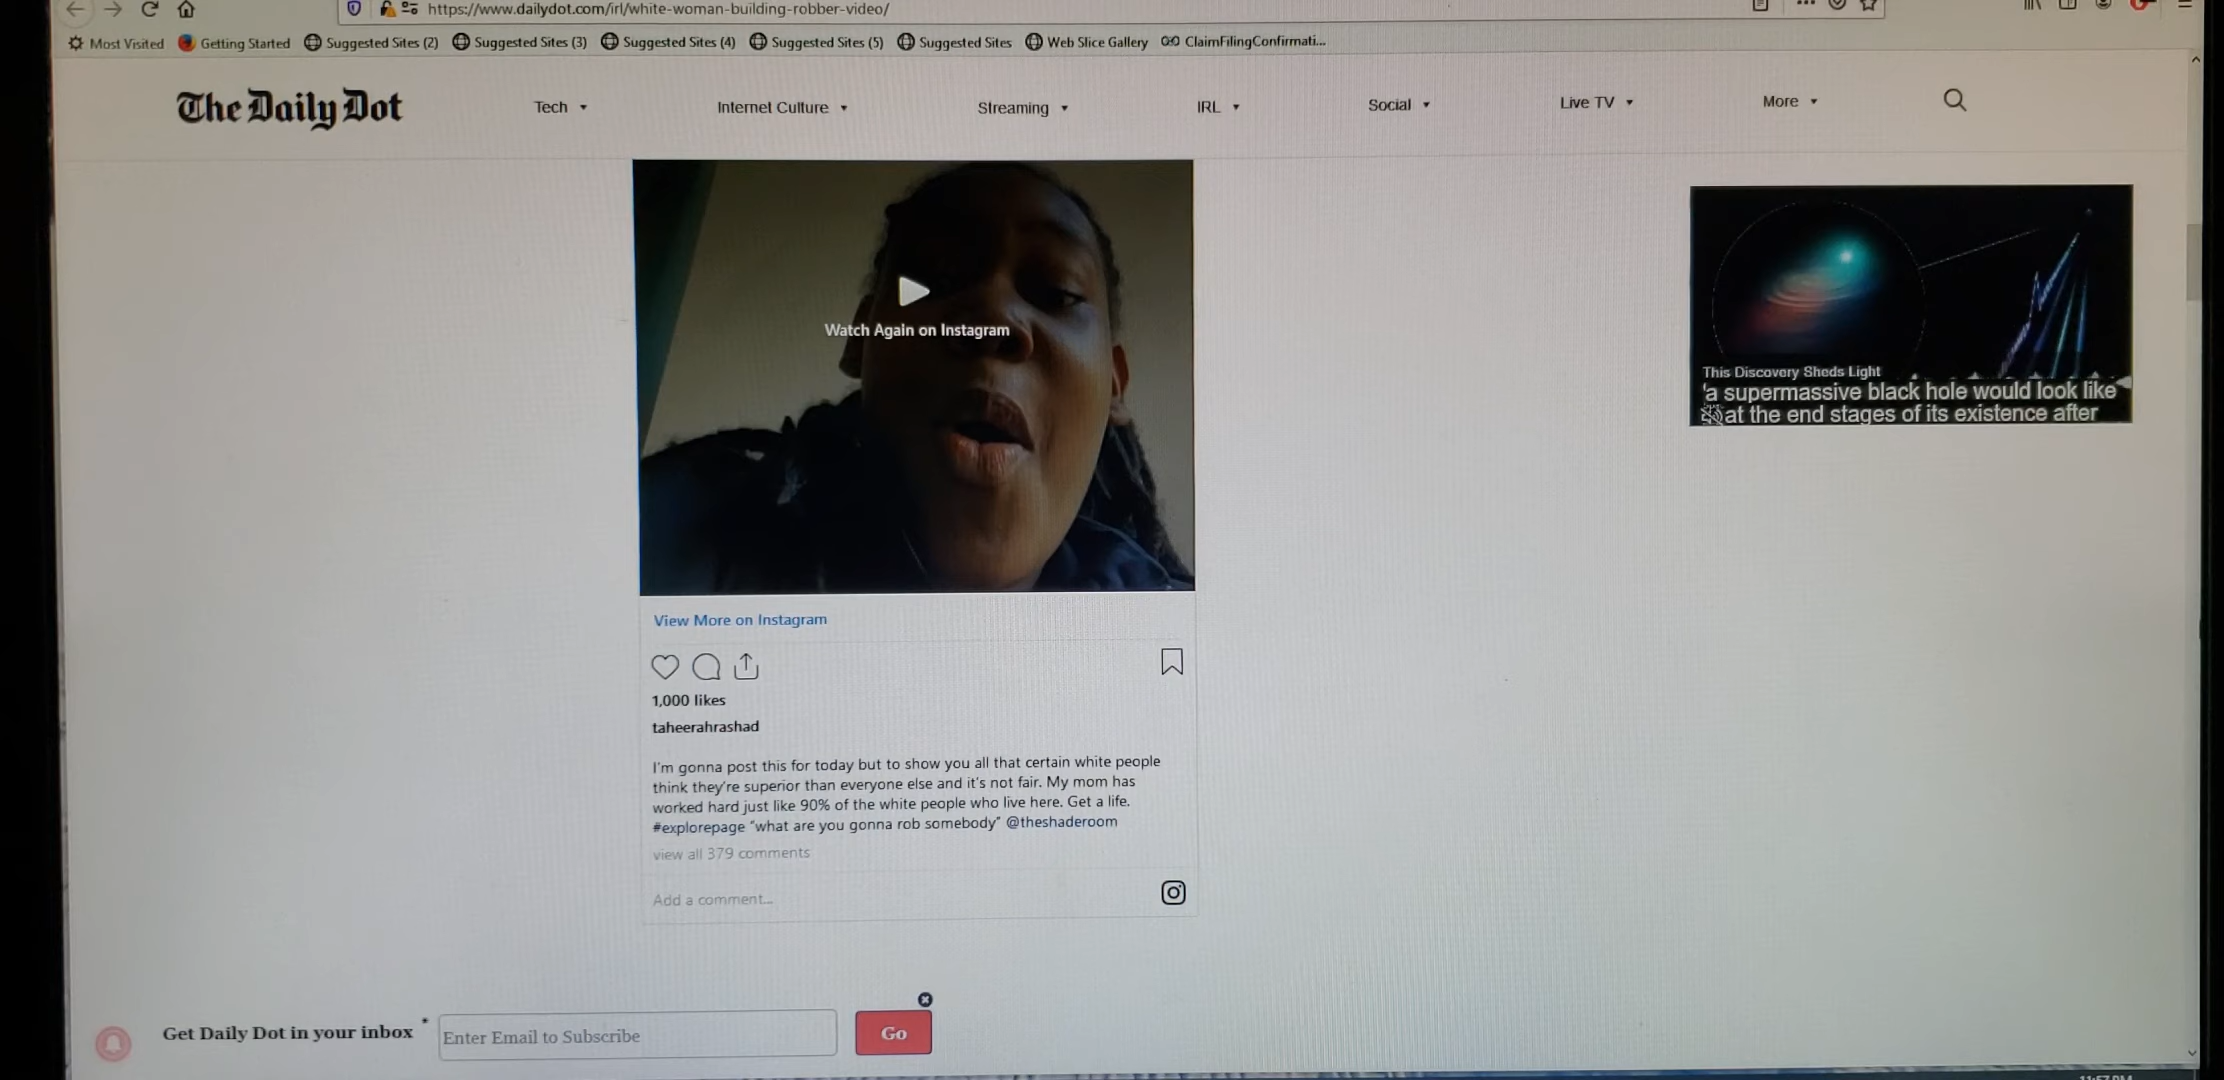 https://www.dailydot.com/irl/white-woman-building-robber-video/
Most Visited Getting Started Suggested Sites (2) Suggested Sites (3) Suggested Sites (4) Suggested Sites (5) Suggested Sites Web Slice Gallery ClaimFilingConfirmati...
The Daily Dot Tech Internet Culture Streaming IRL Social Live TV More
Watch Again on Instagram
This Discovery Sheds Light
'a supermassive black hole would look like
at the end stages of its existence after
View More on Instagram
1,000 likes
taheerahrashad
I'm gonna post this for today but to show you all that certain white people
think they're superior than everyone else and it's not fair. My mom has
worked hard just like 90% of the white people who live here. Get a life.
#explorepage "what are you gonna rob somebody" @theshaderoom
view all 379 comments
Add a comment...
Get Daily Dot in your inbox * Enter Email to Subscribe Go